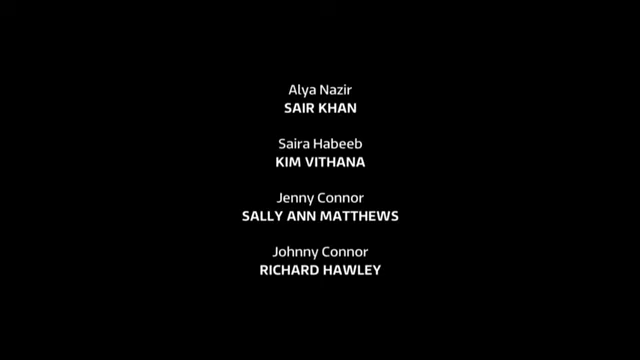 Alya Nazir
SAIR KHAN
Saira Habeeb
KIM VITHANA
Jenny Connor
SALLY ANN MATTHEWS
Johnny Connor
RICHARD HAWLEY